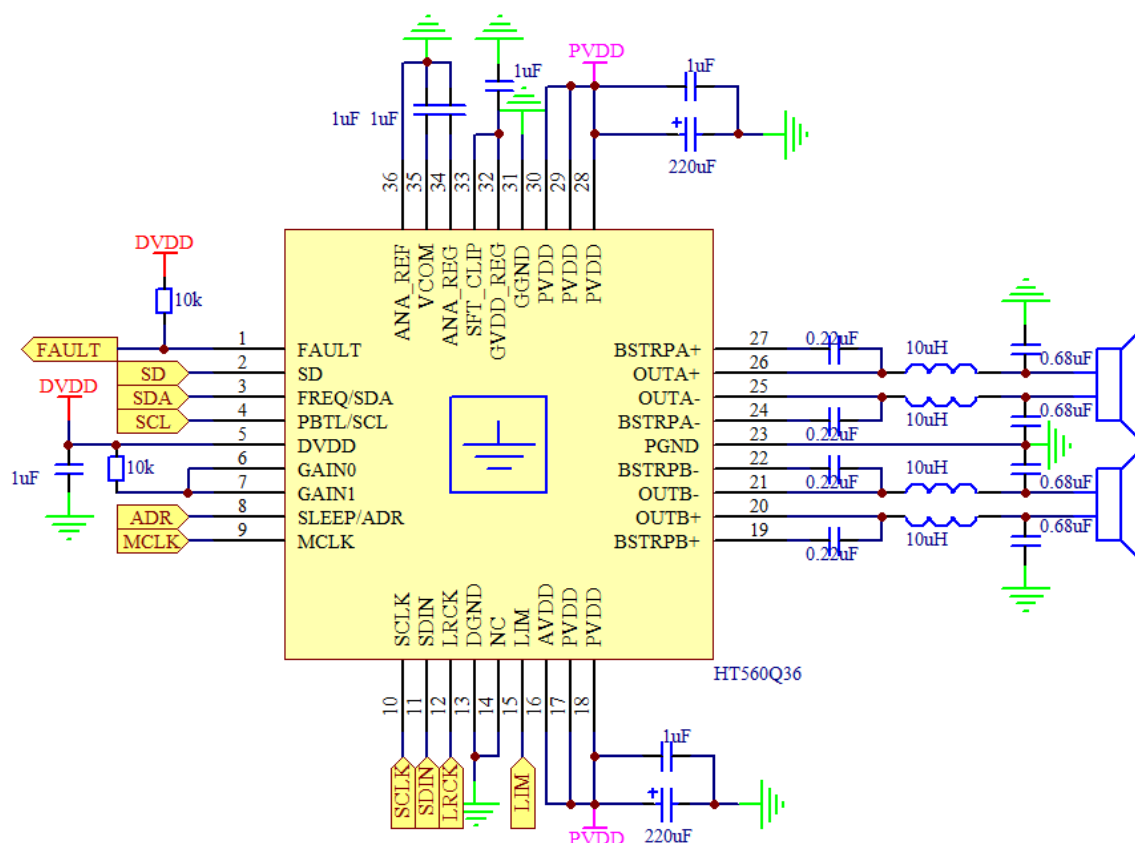 PVDD
1uF
1uF
1uF 1uF
220uF
36
35
34
33
32
31
30
29
28
ANA_REF
VCOM
ANA_REG
SFT_CLIP
GVDD_REG
GGND
PVDD
PVDD
PVDD
DVDD
10k
FAULT
1
FAULT
SD
2
SD
DVDD
SDA
3
FREQ/SDA
SCL
4
PBTL/SCL
5
DVDD
10k
1uF
6
GAIN0
7
GAIN1
ADR
8
SLEEP/ADR
MCLK
9
MCLK
BSTRPA+
27
0.22uF
10uH
0.68uF
OUTA+
26
OUTA-
25
10uH
0.68uF
BSTRPA-
24
0.22uF
PGND
23
BSTRPB-
22
0.22uF
10uH
0.68uF
OUTB-
21
OUTB+
20
10uH
0.68uF
BSTRPB+
19
0.22uF
SCLK
SDIN
LRCK
DGND
NC
LIM
AVDD
PVDD
PVDD
HT560Q36
10
11
12
13
14
15
16
17
18
SCLK
SDIN
LRCK
LIM
1uF
PVDD
220uF